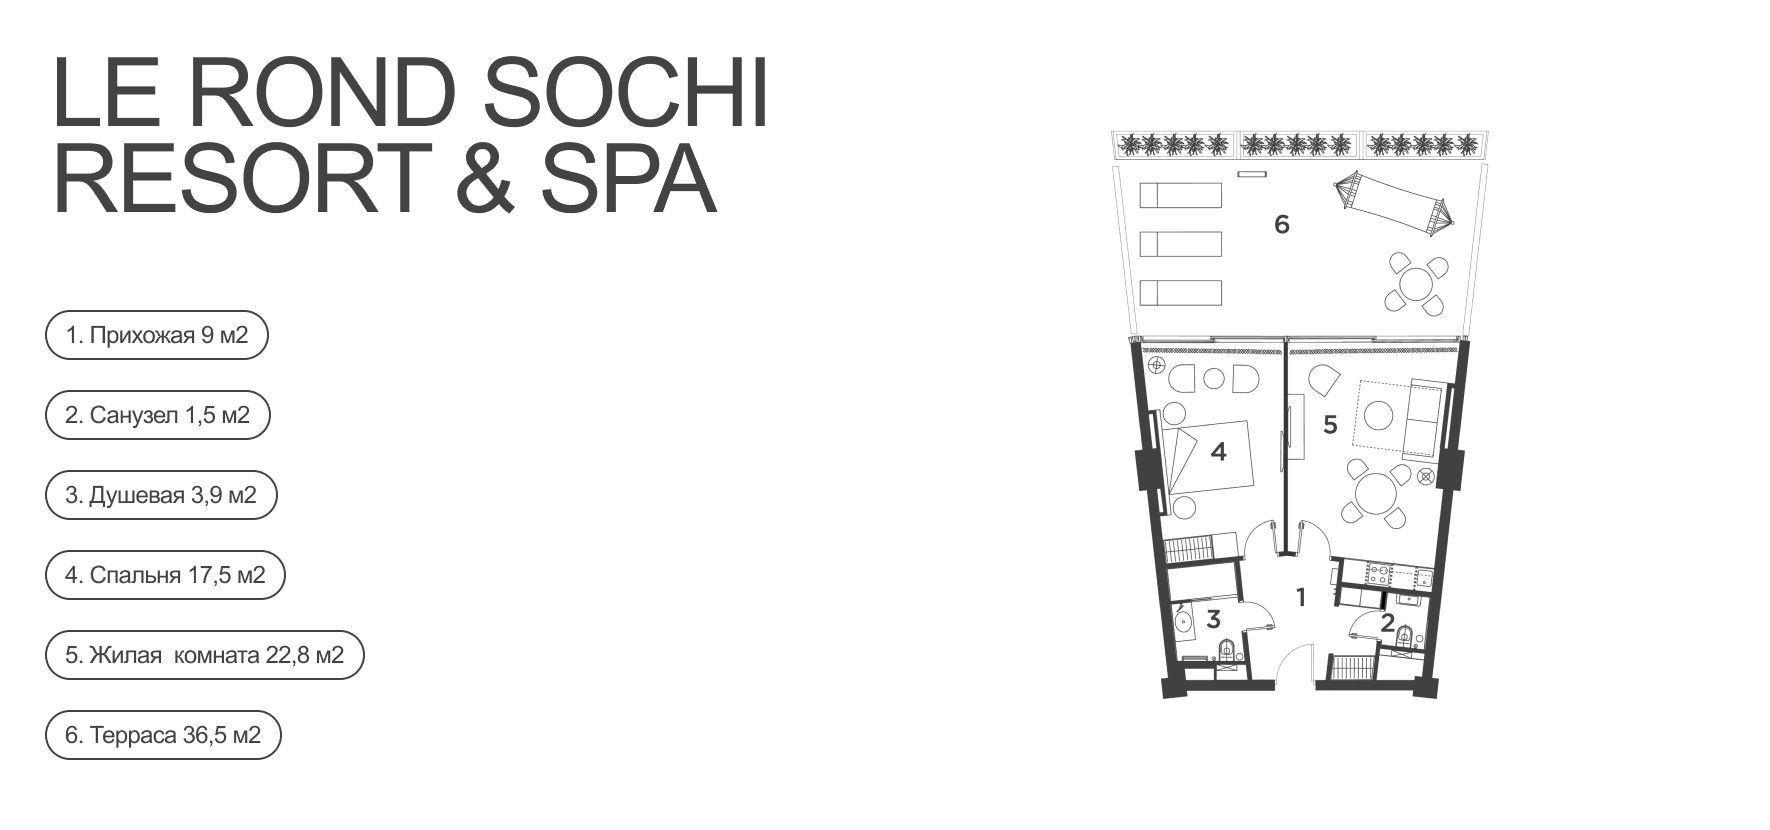 LE ROND SOCHI
RESORT & SPA
1. Прихожая 9 м2
2. Санузел 1,5 м2
3. Душевая 3,9 м2
4. Спальня 17,5 м2
5. Жилая  комната 22,8 м2
6. Терраса 36,5 м2
6
5
4
1
3
2